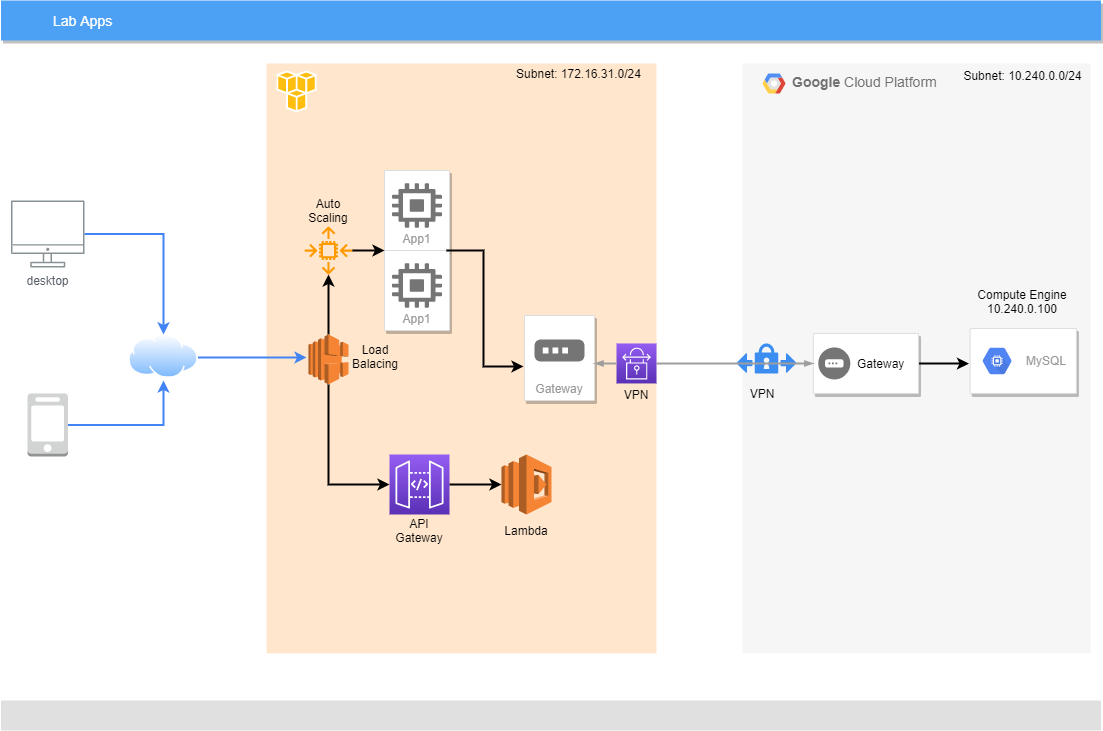 Lab Apps
Subnet: 172.16.31.0/24
Google Cloud Platform
Subnet: 10.240.0.0/24
Auto
Scaling
App1
App1
desktop
Load
Balacing
Gateway
VPN
VPN
Gateway
Compute Engine
10.240.0.100
MySQL
</>
API
Gateway
Lambda